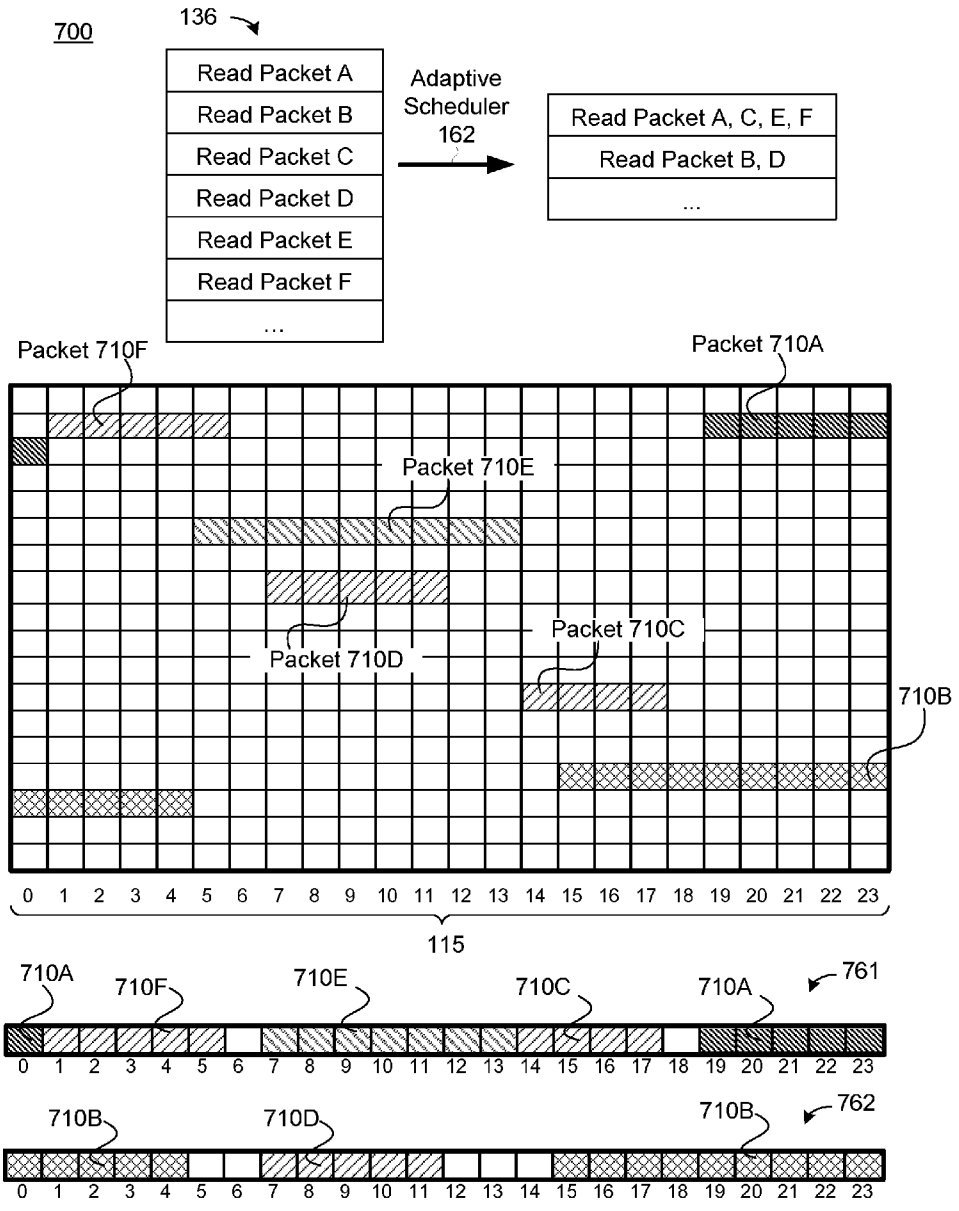 700
136
Read Packet A
Read Packet B
Read Packet C
Read Packet D
Read Packet E
Read Packet F
...
Adaptive
Scheduler
162
Read Packet A, C, E, F
Read Packet B, D
...
Packet 710F
Packet 710A
Packet 710E
Packet 710C
Packet 710D
710B
0 1 2 3 4 5 6 7 8 9 10 11 12 13 14 15 16 17 18 19 20 21 22 23
115
710A 710F 710E 710C 710A 761
0 1 2 3 4 5 6 7 8 9 10 11 12 13 14 15 16 17 18 19 20 21 22 23
710B 710D 710B 762
0 1 2 3 4 5 6 7 8 9 10 11 12 13 14 15 16 17 18 19 20 21 22 23